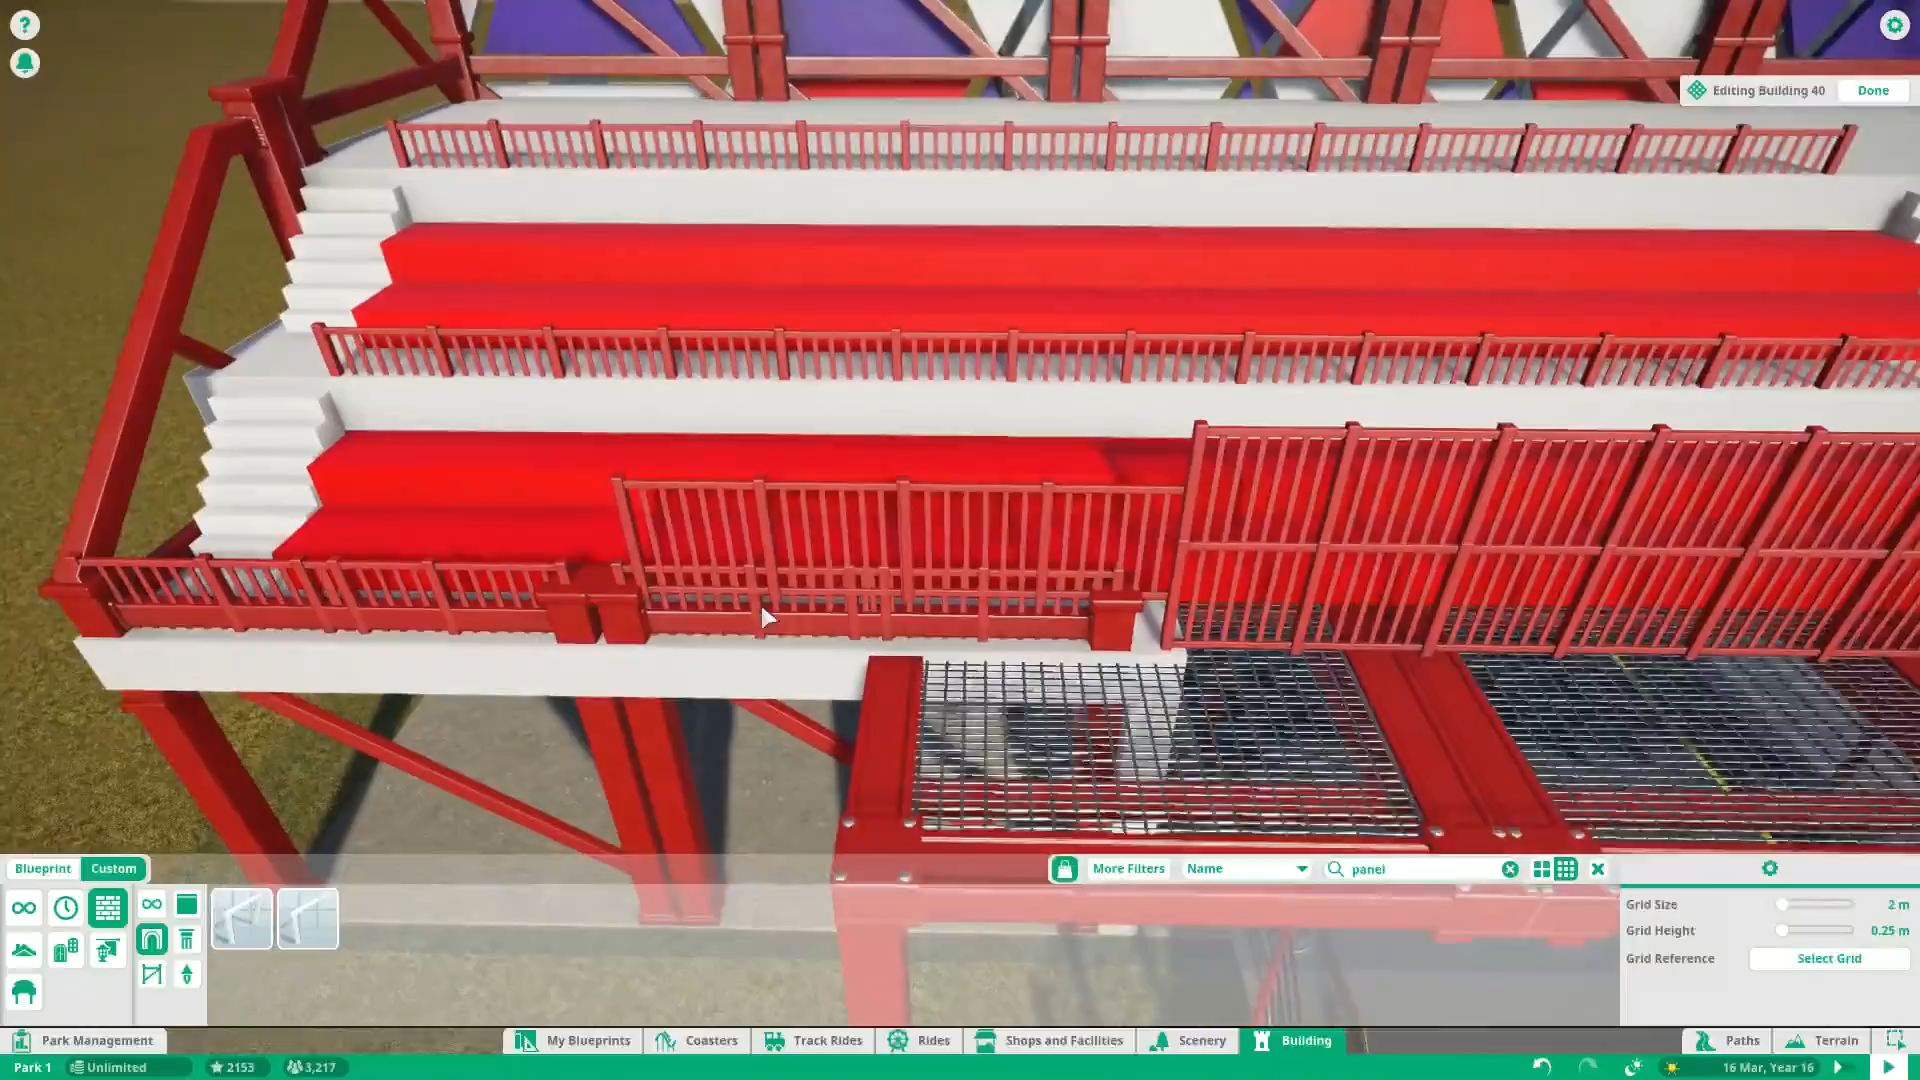 ?
Editing Building 40 Done
Blueprint Custom
More Filters Name panel
Grid Size 2 m
Grid Height 0.25 m
Grid Reference Select Grid
Park Management My Blueprints Coasters Track Rides Rides Shops and Facilities Scenery Building Paths Terrain
Park 1 Unlimited 2153 3,217 16 Mar, Year 16